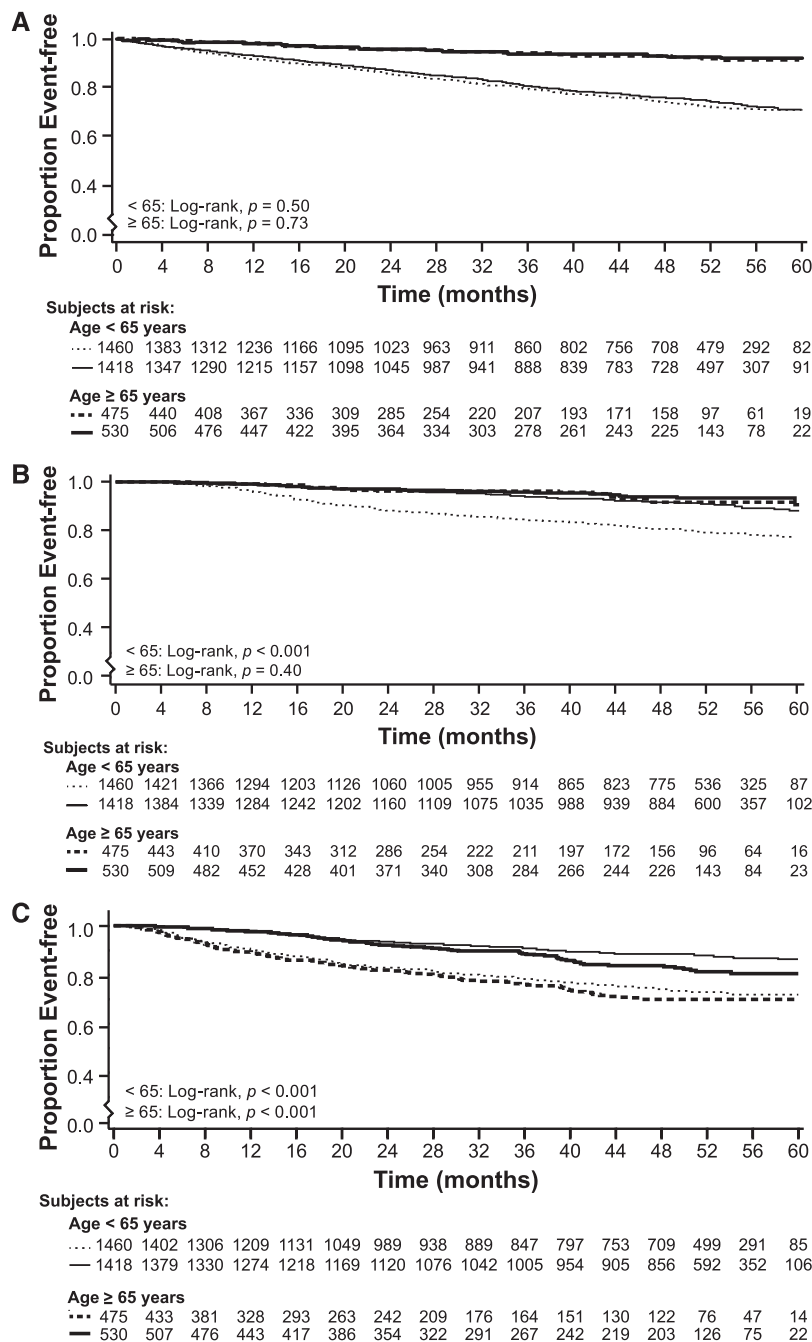 A
Proportion Event-free
1.0
0.8
0.6
0.4
0.0
< 65: Log-rank, p = 0.50
≥ 65: Log-rank, p = 0.73
0 4 8 12 16 20 24 28 32 36 40 44 48 52 56 60
Time (months)
Subjects at risk:
Age < 65 years
1460 1383 1312 1236 1166 1095 1023 963 911 860 802 756 708 479 292 82
1418 1347 1290 1215 1157 1098 1045 987 941 888 839 783 728 497 307 91
Age ≥ 65 years
475 440 408 367 336 309 285 254 220 207 193 171 158 97 61 19
530 506 476 447 422 395 364 334 303 278 261 243 225 143 78 22
B
Proportion Event-free
1.0
0.8
0.6
0.4
0.0
< 65: Log-rank, p < 0.001
≥ 65: Log-rank, p = 0.40
0 4 8 12 16 20 24 28 32 36 40 44 48 52 56 60
Time (months)
Subjects at risk:
Age < 65 years
1460 1421 1366 1294 1203 1126 1060 1005 955 914 865 823 775 536 325 87
1418 1384 1339 1284 1242 1202 1160 1109 1075 1035 988 939 884 600 357 102
Age ≥ 65 years
475 443 410 370 343 312 286 254 222 211 197 172 156 96 64 16
530 509 482 452 428 401 371 340 308 284 266 244 226 143 84 23
C
Proportion Event-free
1.0
0.8
0.6
0.4
0.0
< 65: Log-rank, p < 0.001
≥ 65: Log-rank, p < 0.001
0 4 8 12 16 20 24 28 32 36 40 44 48 52 56 60
Time (months)
Subjects at risk:
Age < 65 years
1460 1402 1306 1209 1131 1049 989 938 889 847 797 753 709 499 291 85
1418 1379 1330 1274 1218 1169 1120 1076 1042 1005 954 905 856 592 352 106
Age ≥ 65 years
475 433 381 328 293 263 242 209 176 164 151 130 122 76 47 14
530 507 476 443 417 386 354 322 291 267 242 219 203 126 75 22